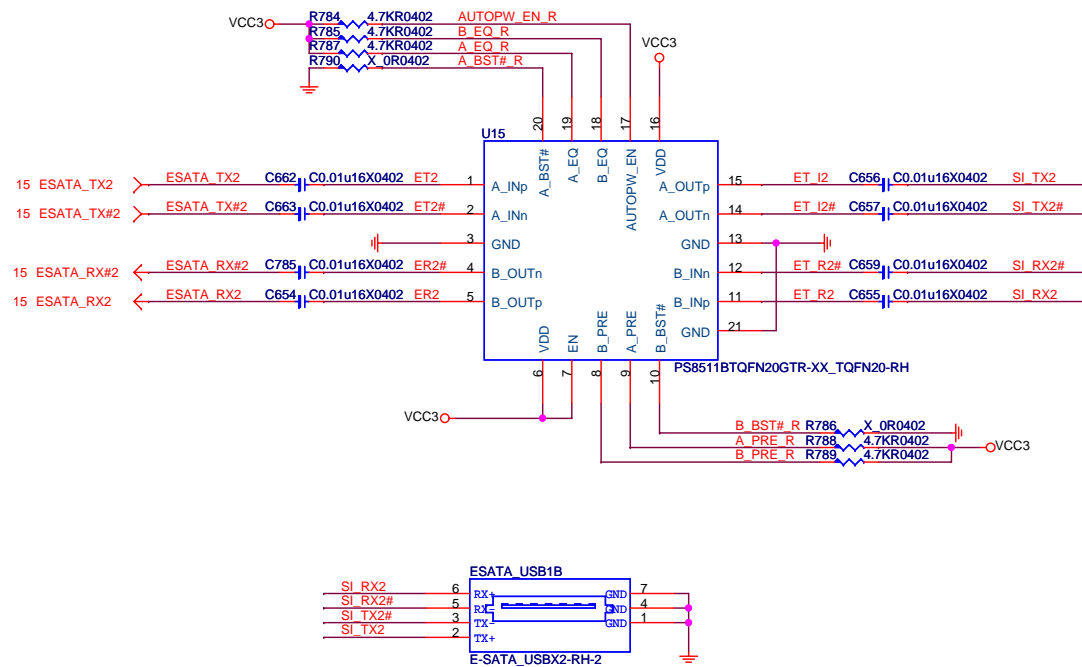 R784 4.7KR0402 AUTOPW_EN_R
VCC3
R785 4.7KR0402 B_EQ_R
R787 4.7KR0402 A_EQ_R
R790 X_0R0402 A_BST#_R
VCC3
20 19 18 17 16
U15
A_BST# A_EQ B_EQ AUTOPW_EN VDD
15 ESATA_TX2 ESATA_TX2 C662 C0.01u16X0402 ET2 1 A_INp A_OUTp 15 ET_I2 C656 C0.01u16X0402 SI_TX2
15 ESATA_TX#2 ESATA_TX#2 C663 C0.01u16X0402 ET2# 2 A_INn A_OUTn 14 ET_I2# C657 C0.01u16X0402 SI_TX2#
3 GND GND 13
15 ESATA_RX#2 ESATA_RX#2 C785 C0.01u16X0402 ER2# 4 B_OUTn B_INn 12 ET_R2# C659 C0.01u16X0402 SI_RX2#
15 ESATA_RX2 ESATA_RX2 C654 C0.01u16X0402 ER2 5 B_OUTp B_INp 11 ET_R2 C655 C0.01u16X0402 SI_RX2
GND 21
VDD EN B_PRE A_PRE B_BST#
PS8511BTQFN20GTR-XX_TQFN20-RH
6 7 8 9 10
VCC3
B_BST#_R R786 X_0R0402
A_PRE_R R788 4.7KR0402
VCC3
B_PRE_R R789 4.7KR0402
ESATA_USB1B
SI_RX2 6 RX+ GND 7
SI_RX2# 5 RX- GND 4
SI_TX2# 3 TX- GND 1
SI_TX2 2 TX+
E-SATA_USBX2-RH-2